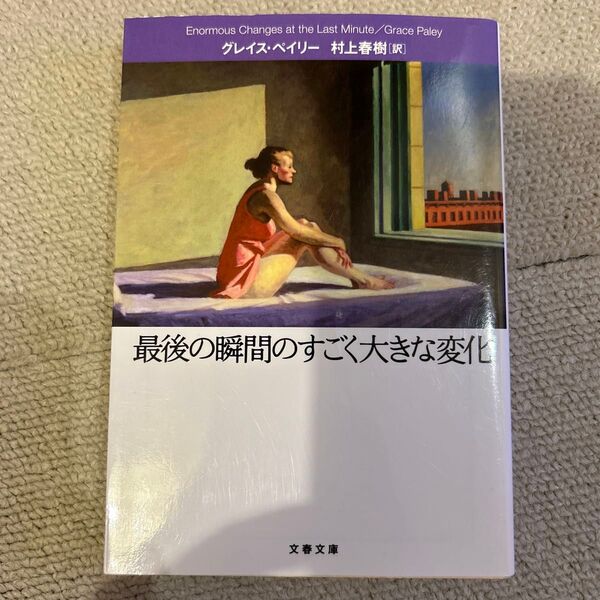 Enormous Changes at the Last Minute／Grace Paley
グレイス・ペイリー 村上春樹[訳]
最後の瞬間のすごく大きな変化
文春文庫